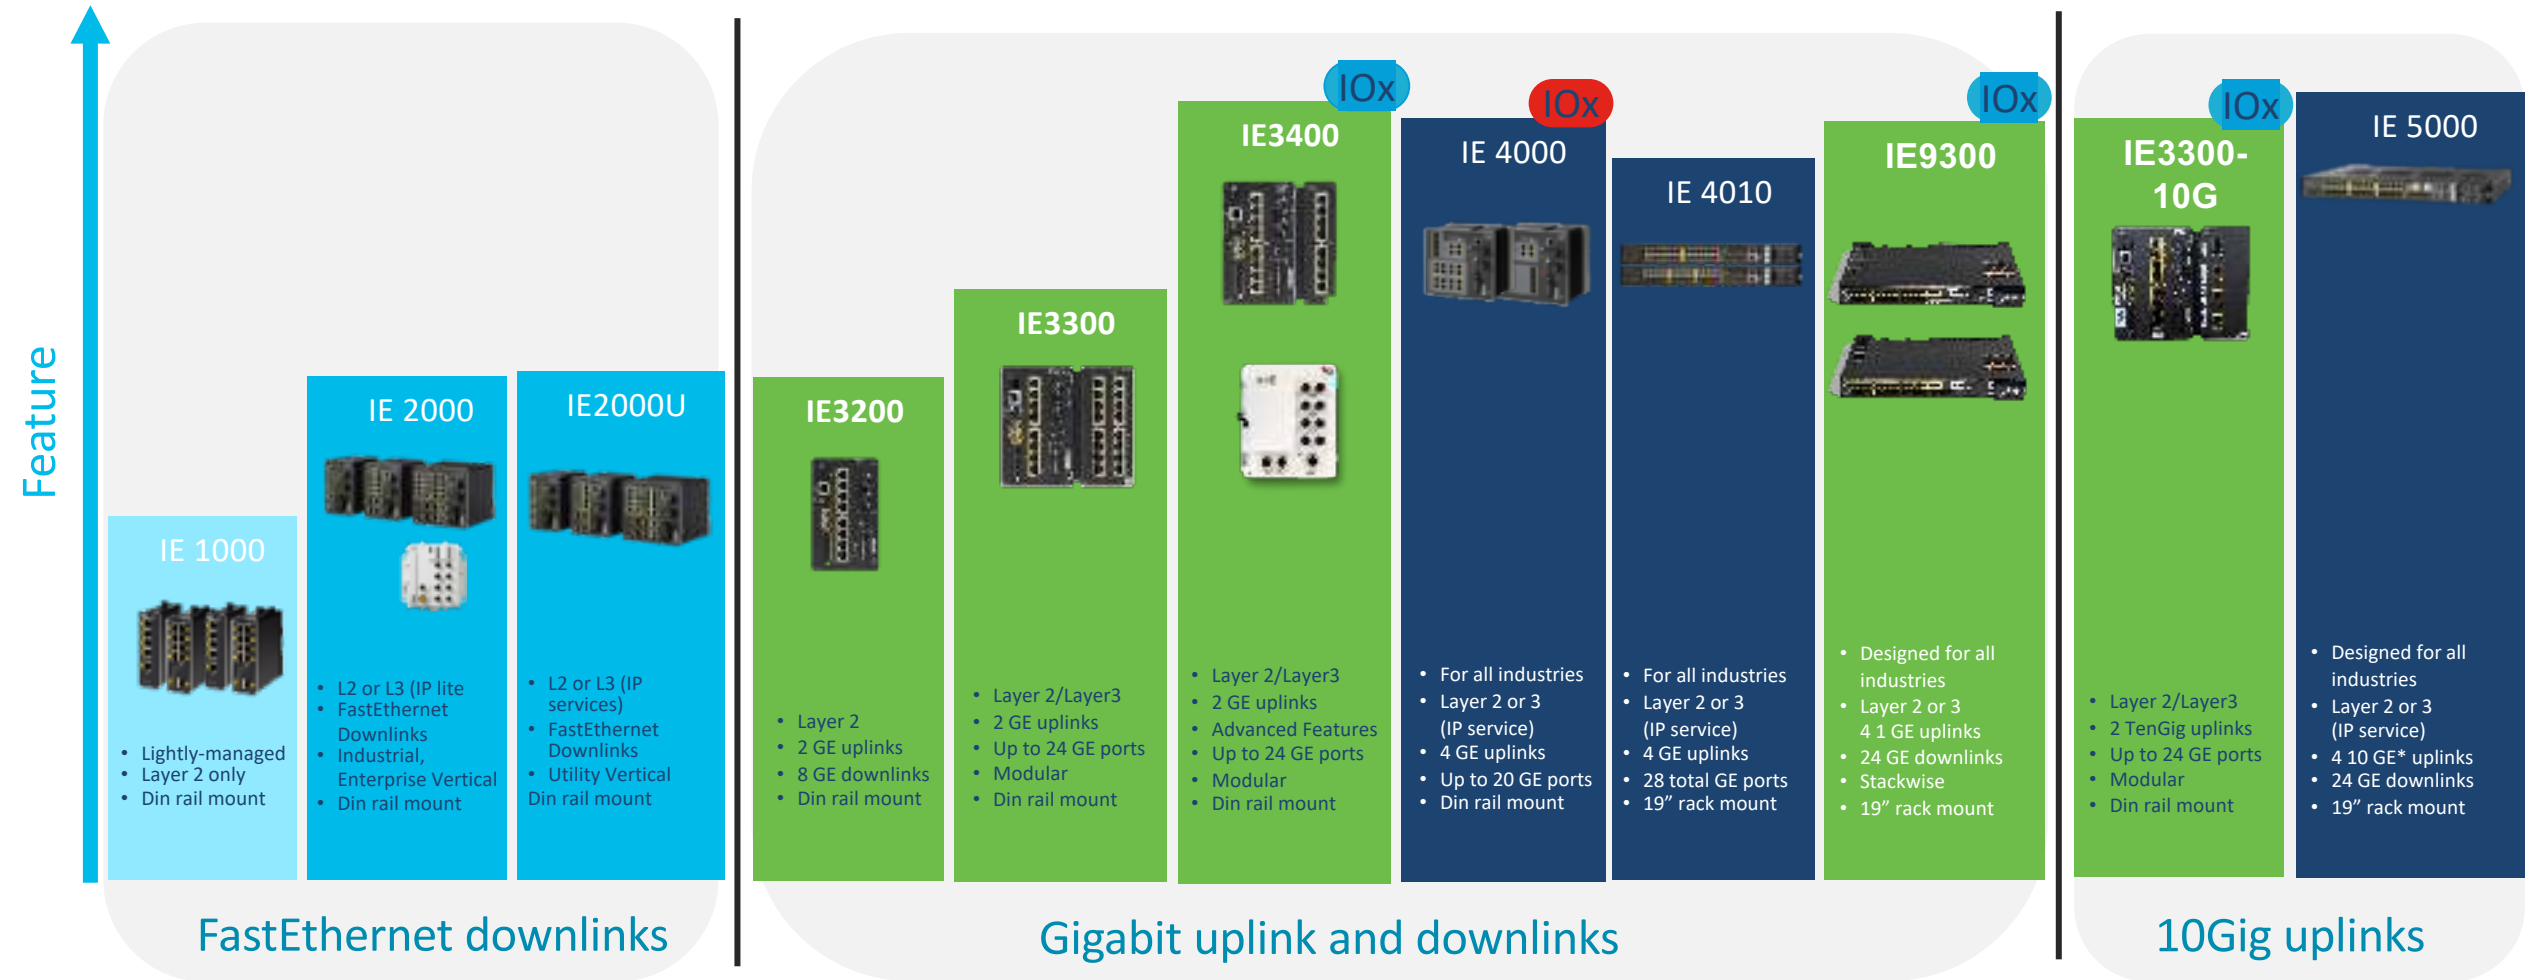 Feature
IE 1000
• Lightly-managed
• Layer 2 only
• Din rail mount
IE 2000
• L2 or L3 (IP lite
• FastEthernet
Downlinks
• Industrial,
Enterprise Vertical
• Din rail mount
IE2000U
• L2 or L3 (IP
services)
• FastEthernet
Downlinks
• Utility Vertical
Din rail mount
FastEthernet downlinks
IE3200
• Layer 2
• 2 GE uplinks
• 8 GE downlinks
• Din rail mount
IE3300
• Layer 2/Layer3
• 2 GE uplinks
• Up to 24 GE ports
• Modular
• Din rail mount
IOx
IE3400
• Layer 2/Layer3
• 2 GE uplinks
• Advanced Features
• Up to 24 GE ports
• Modular
• Din rail mount
IOx
IE 4000
• For all industries
• Layer 2 or 3
(IP service)
• 4 GE uplinks
• Up to 20 GE ports
• Din rail mount
IE 4010
• For all industries
• Layer 2 or 3
(IP service)
• 4 GE uplinks
• 28 total GE ports
• 19” rack mount
IOx
IE9300
• Designed for all
industries
• Layer 2 or 3
4 1 GE uplinks
• 24 GE downlinks
• Stackwise
• 19” rack mount
Gigabit uplink and downlinks
IOx
IE3300-
10G
• Layer 2/Layer3
• 2 TenGig uplinks
• Up to 24 GE ports
• Modular
• Din rail mount
IE 5000
• Designed for all
industries
• Layer 2 or 3
(IP service)
• 4 10 GE* uplinks
• 24 GE downlinks
• 19” rack mount
10Gig uplinks